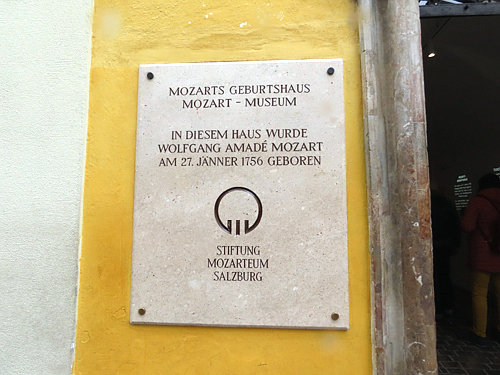 MOZARTS GEBURTSHAUS
MOZART - MUSEUM
IN DIESEM HAUS WURDE
WOLFGANG AMADÉ MOZART
AM 27. JÄNNER 1756 GEBOREN
STIFTUNG
MOZARTEUM
SALZBURG